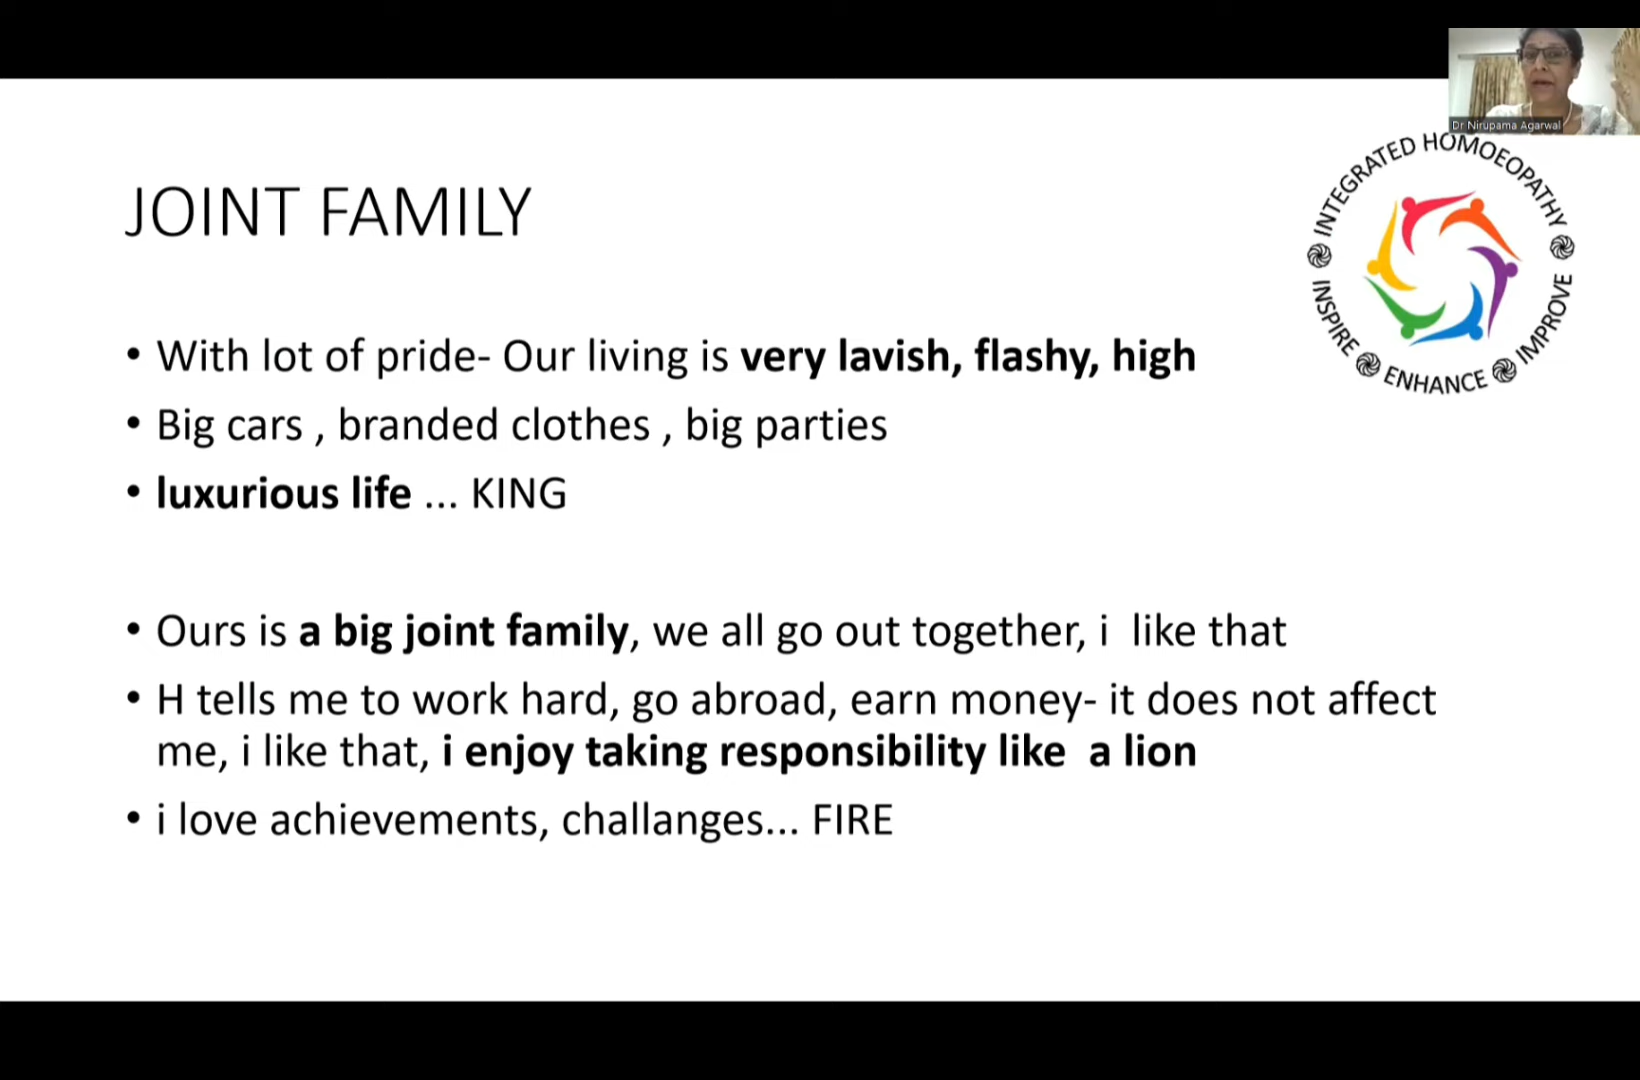 Dr Nirupama Agarwal
INTEGRATED HOMOEOPATHY
INSPIRE ENHANCE IMPROVE
JOINT FAMILY
• With lot of pride- Our living is very lavish, flashy, high
• Big cars , branded clothes , big parties
• luxurious life ... KING
• Ours is a big joint family, we all go out together, i  like that
• H tells me to work hard, go abroad, earn money- it does not affect
me, i like that, i enjoy taking responsibility like  a lion
• i love achievements, challanges... FIRE